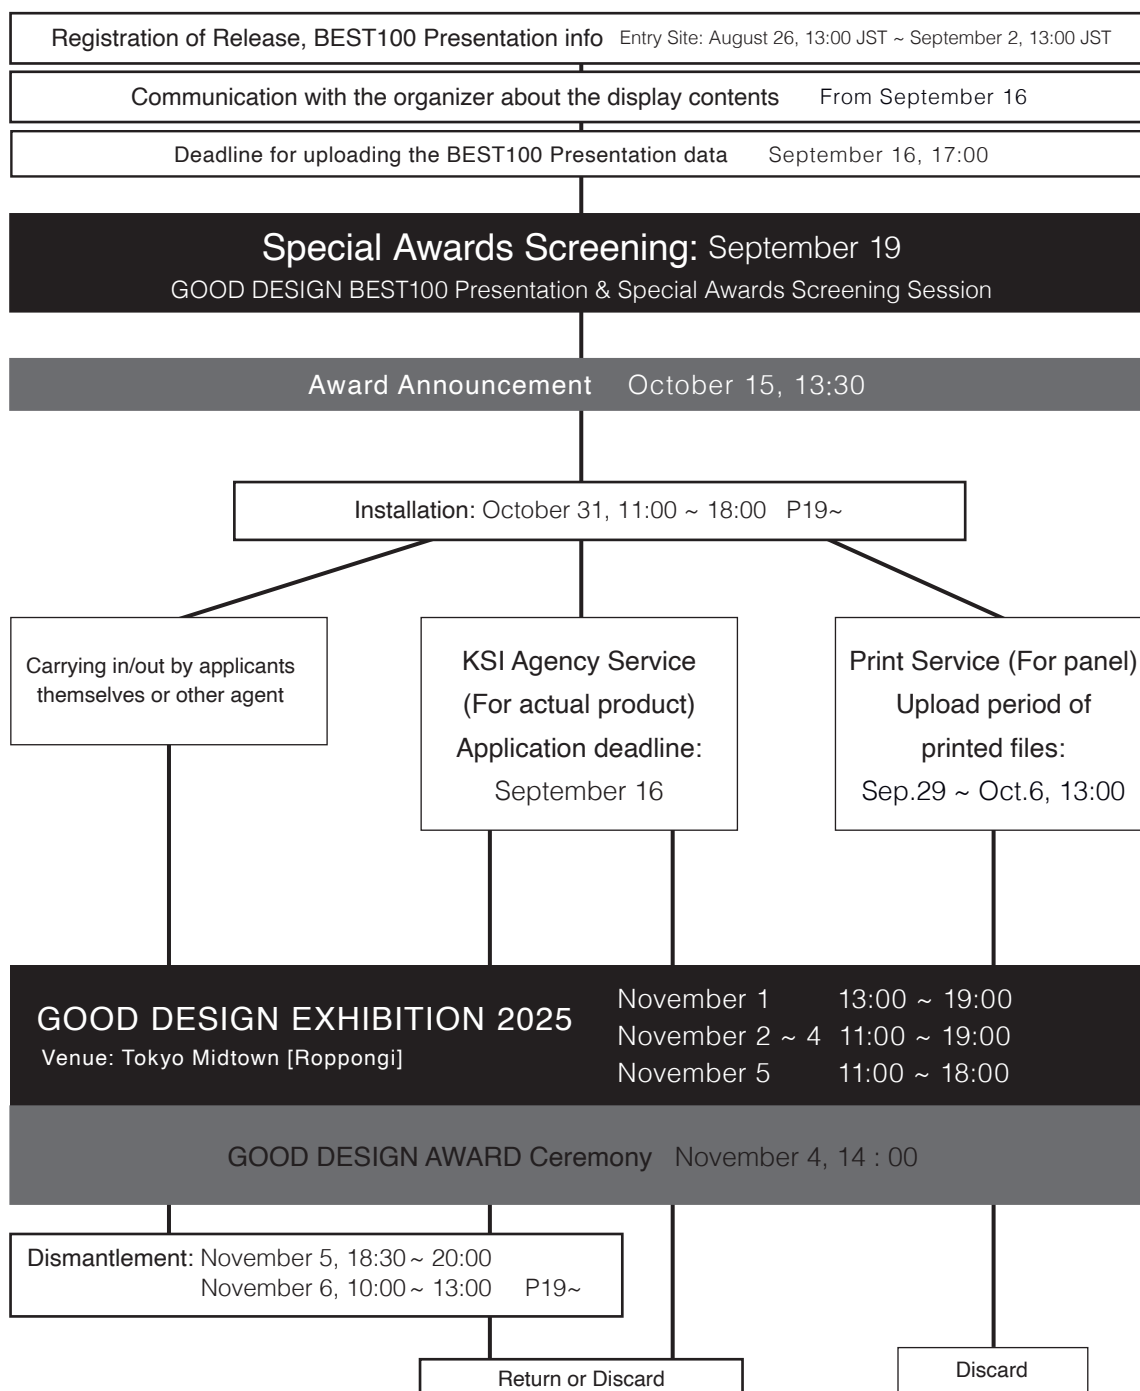 Registration of Release, BEST100 Presentation info Entry Site: August 26, 13:00 JST ~ September 2, 13:00 JST
Communication with the organizer about the display contents From September 16
Deadline for uploading the BEST100 Presentation data September 16, 17:00
Special Awards Screening: September 19
GOOD DESIGN BEST100 Presentation & Special Awards Screening Session
Award Announcement October 15, 13:30
Installation: October 31, 11:00 ~ 18:00 P19~
Carrying in/out by applicants
themselves or other agent
KSI Agency Service
(For actual product)
Application deadline:
September 16
Print Service (For panel)
Upload period of
printed files:
Sep.29 ~ Oct.6, 13:00
GOOD DESIGN EXHIBITION 2025
Venue: Tokyo Midtown [Roppongi]
November 1 13:00 ~ 19:00
November 2 ~ 4 11:00 ~ 19:00
November 5 11:00 ~ 18:00
GOOD DESIGN AWARD Ceremony November 4, 14 : 00
Dismantlement: November 5, 18:30 ~ 20:00
November 6, 10:00 ~ 13:00 P19~
Return or Discard
Discard